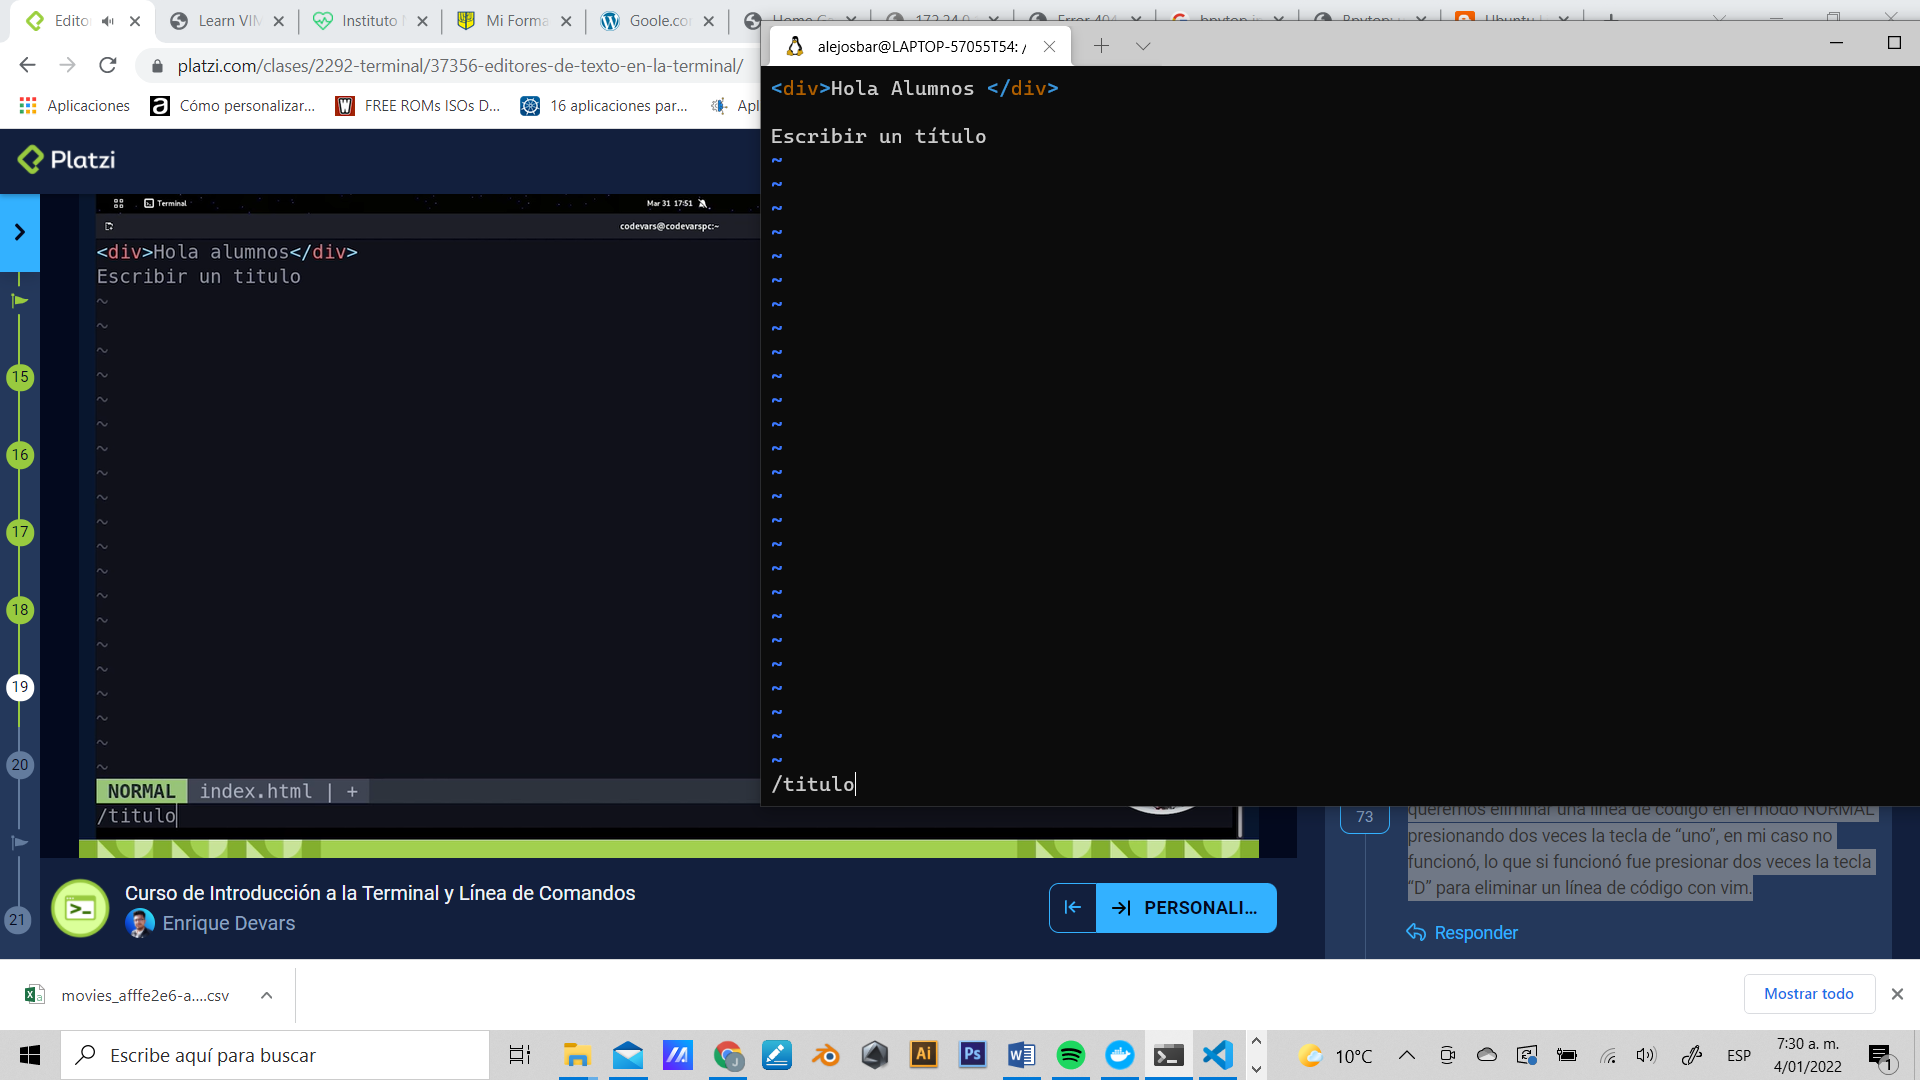 Editor
Learn VIM
Instituto
Mi Forma
Goole.co
alejosbar@LAPTOP-57055T54: /
platzi.com/clases/2292-terminal/37356-editores-de-texto-en-la-terminal/
Aplicaciones
Cómo personalizar...
FREE ROMs ISOs D...
16 aplicaciones par...
Apl
<div>Hola Alumnos </div>
Escribir un título
/titulo
Platzi
Terminal
Mar 31 17:51
codevars@codevarspc:~
<div>Hola alumnos</div>
Escribir un titulo
NORMAL index.html | +
/titulo
15
16
17
18
19
20
21
Curso de Introducción a la Terminal y Línea de Comandos
Enrique Devars
PERSONALI...
73
queremos eliminar una línea de código en el modo NORMAL
presionando dos veces la tecla de “uno”, en mi caso no
funcionó, lo que si funcionó fue presionar dos veces la tecla
“D” para eliminar un línea de código con vim.
Responder
movies_afffe2e6-a....csv
Mostrar todo
Escribe aquí para buscar
Ai
Ps
10°C
ESP
7:30 a. m.
4/01/2022
1